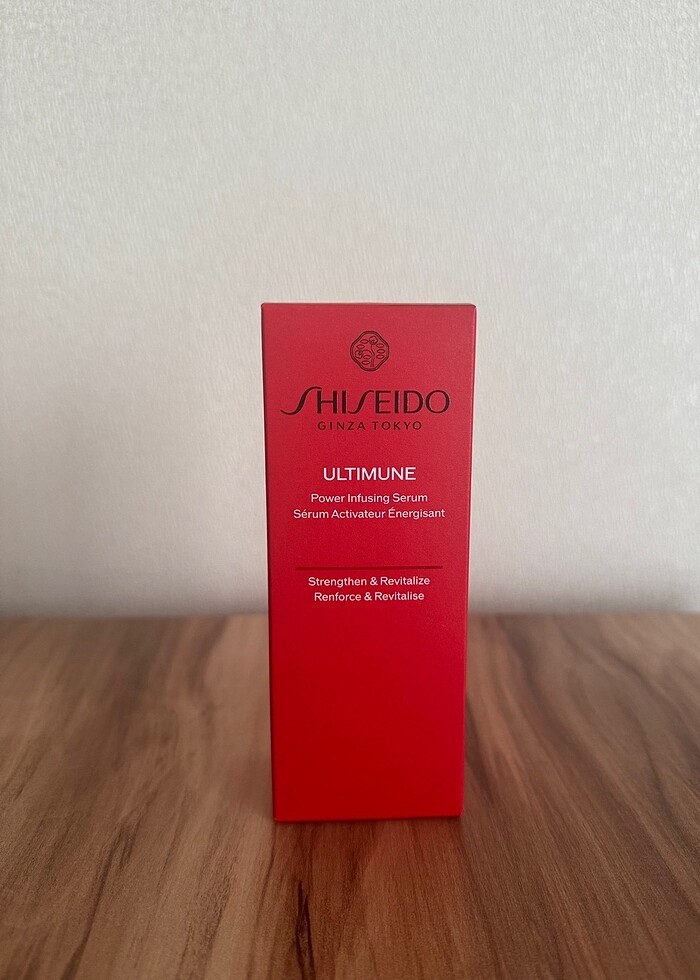 SHISEIDO
GINZA TOKYO
ULTIMUNE
Power Infusing Serum
Sérum Activateur Énergisant
Strengthen & Revitalize
Renforce & Revitalise